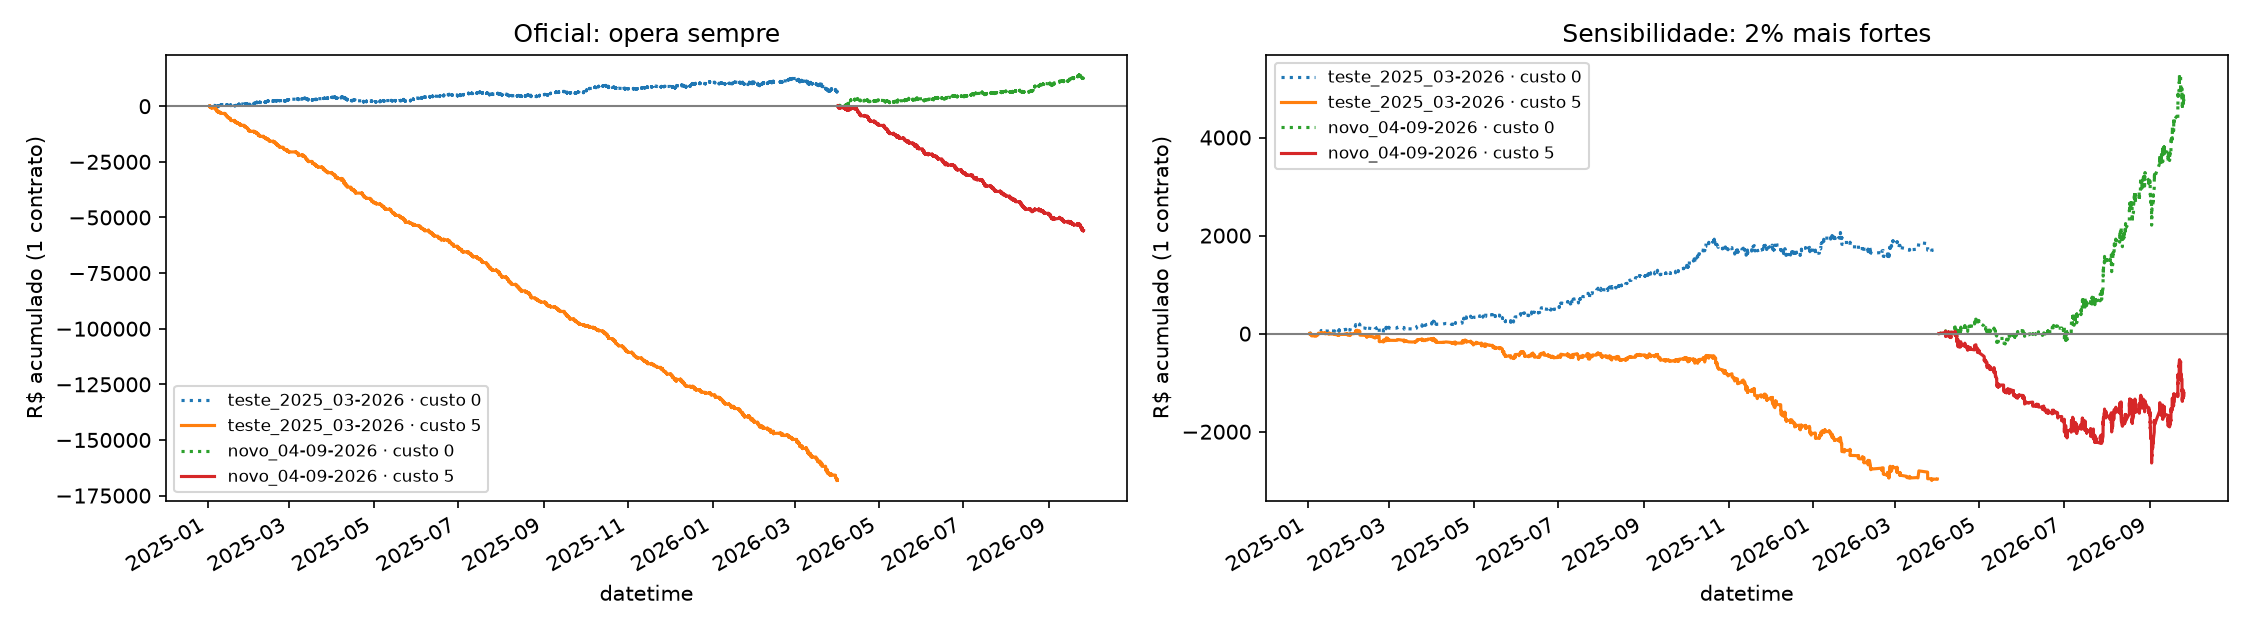 Oficial: opera sempre
R$ acumulado (1 contrato)
0
−25000
−50000
−75000
−100000
−125000
−150000
−175000
teste_2025_03-2026 · custo 0
teste_2025_03-2026 · custo 5
novo_04-09-2026 · custo 0
novo_04-09-2026 · custo 5
2025-01
2025-03
2025-05
2025-07
2025-09
2025-11
2026-01
2026-03
2026-05
2026-07
2026-09
datetime
Sensibilidade: 2% mais fortes
R$ acumulado (1 contrato)
teste_2025_03-2026 · custo 0
teste_2025_03-2026 · custo 5
novo_04-09-2026 · custo 0
novo_04-09-2026 · custo 5
4000
2000
0
−2000
2025-01
2025-03
2025-05
2025-07
2025-09
2025-11
2026-01
2026-03
2026-05
2026-07
2026-09
datetime